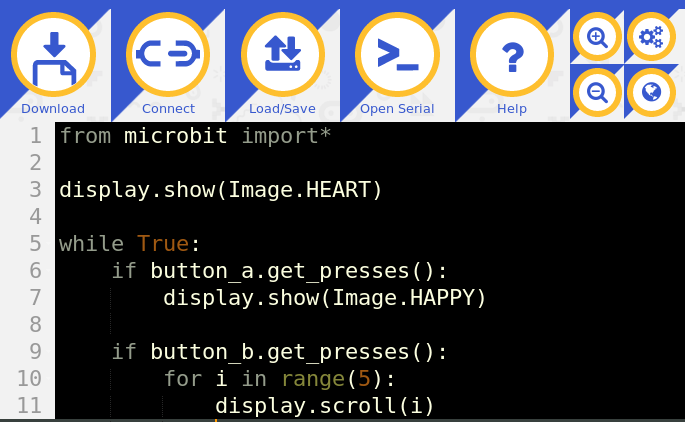 Download Connect Load/Save Open Serial Help
1 from microbit import*
2
3 display.show(Image.HEART)
4
5 while True:
6     if button_a.get_presses():
7         display.show(Image.HAPPY)
8
9     if button_b.get_presses():
10         for i in range(5):
11             display.scroll(i)